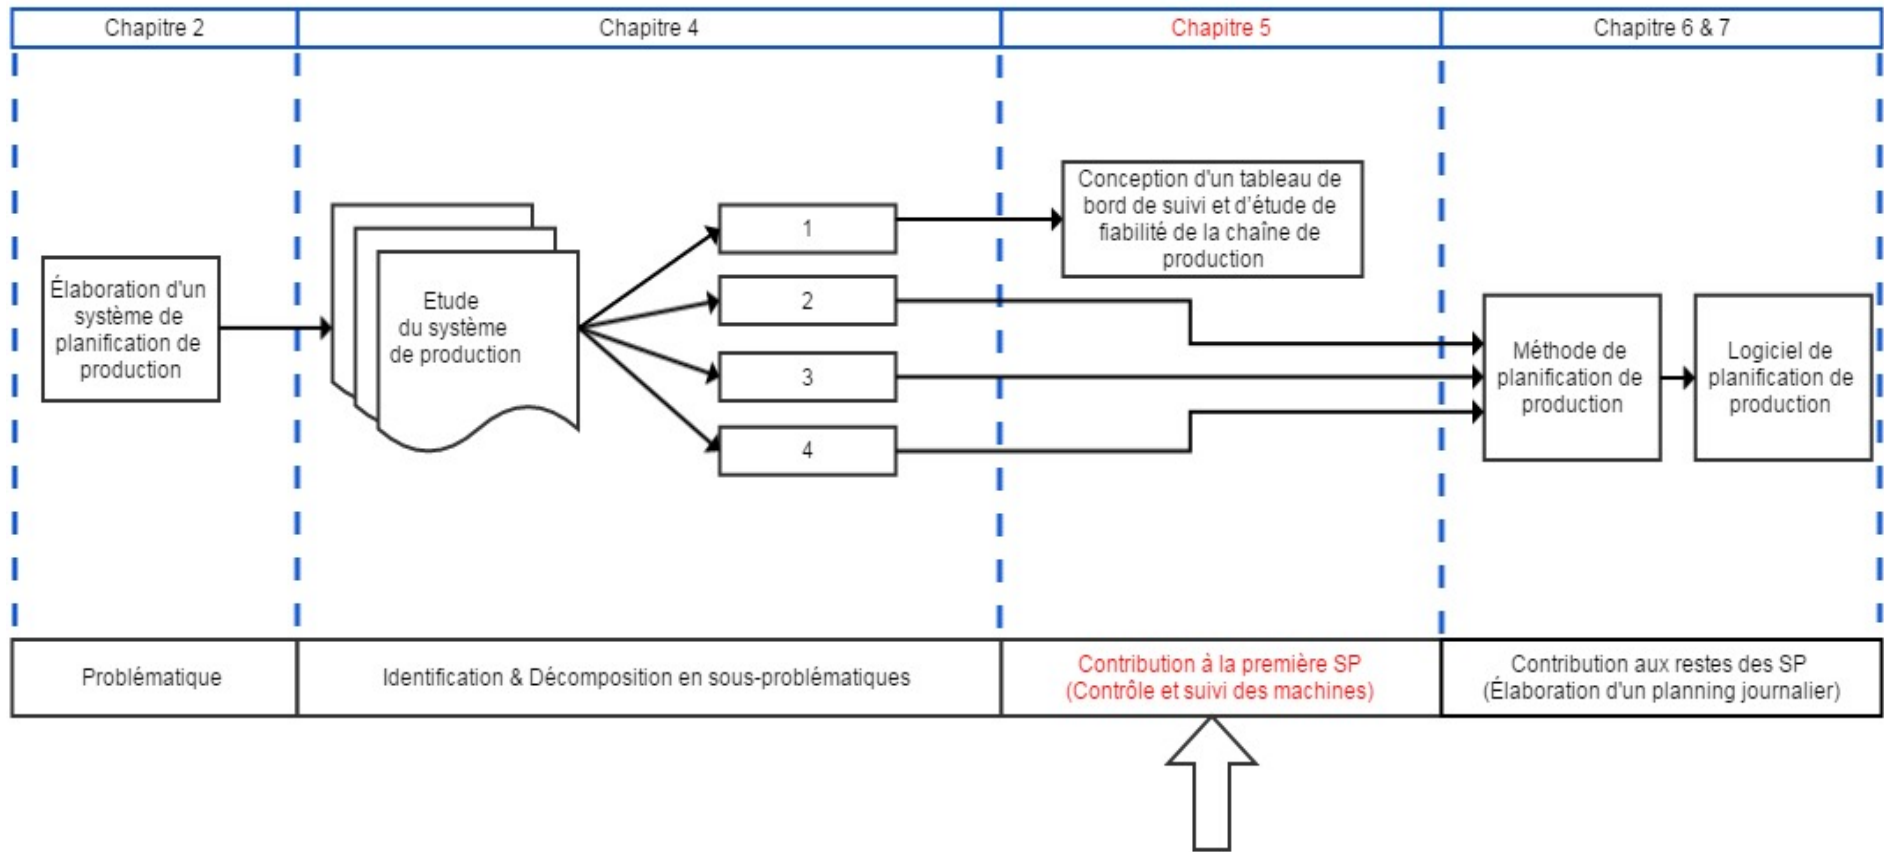 Chapitre 2
Chapitre 4
Chapitre 5
Chapitre 6 & 7
Élaboration d'un
système de
planification de
production
Etude
du système
de production
1
2
3
4
Conception d'un tableau de
bord de suivi et d'étude de
fiabilité de la chaîne de
production
Méthode de
planification de
production
Logiciel de
planification de
production
Problématique
Identification & Décomposition en sous-problématiques
Contribution à la première SP
(Contrôle et suivi des machines)
Contribution aux restes des SP
(Élaboration d'un planning journalier)